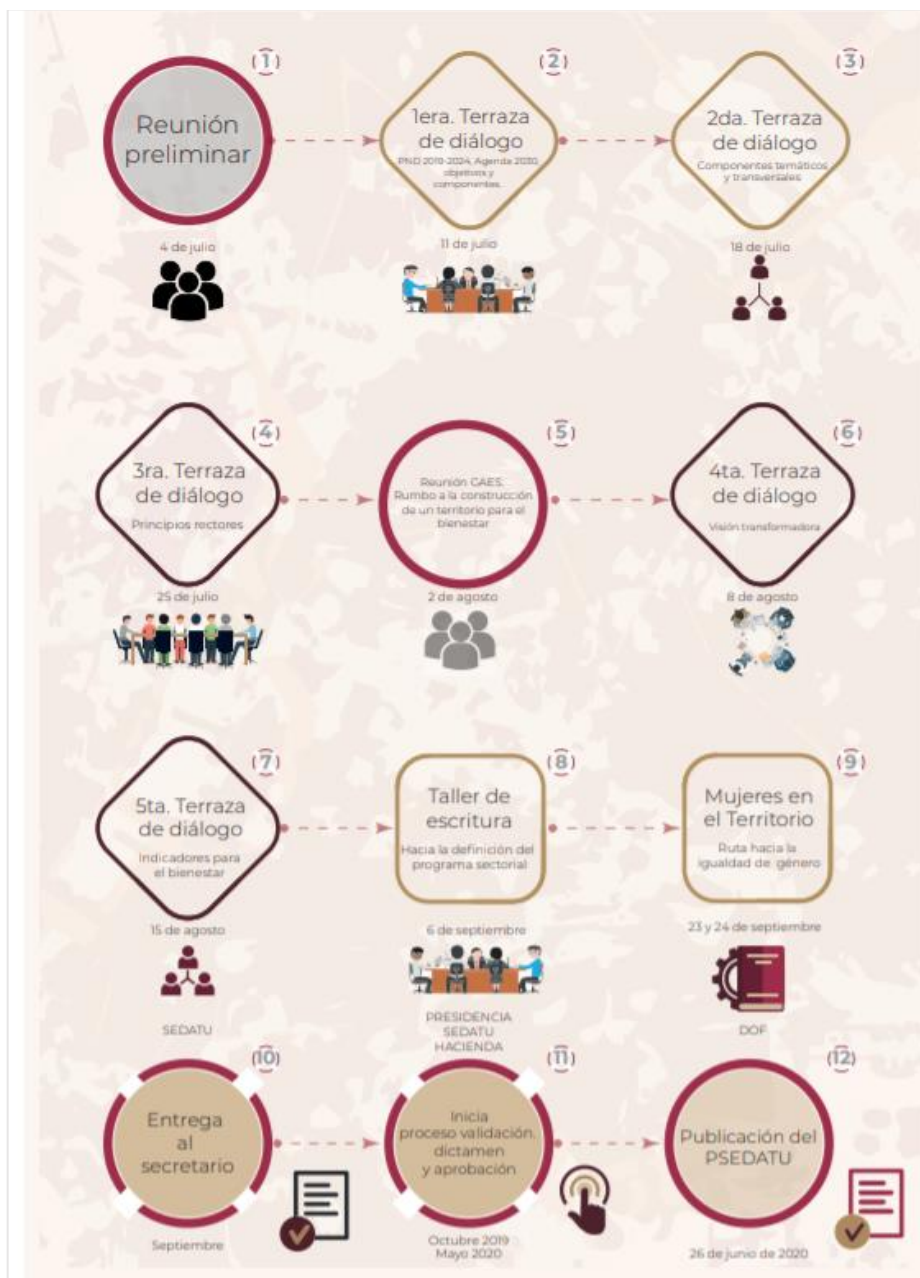 (1)
Reunión
preliminar
4 de julio
(2)
1era. Terraza
de diálogo
PND 2019-2024, Agenda 2030,
objetivos y
componentes.
11 de julio
(3)
2da. Terraza
de diálogo
Componentes temáticos
y transversales
18 de julio
(4)
3ra. Terraza
de diálogo
Principios rectores
25 de julio
(5)
Reunión CAES.
Rumbo a la construcción
de un territorio para el
bienestar
2 de agosto
(6)
4ta. Terraza
de diálogo
Visión transformadora
8 de agosto
(7)
5ta. Terraza
de diálogo
Indicadores para
el bienestar
15 de agosto
(8)
Taller de
escritura
Hacia la definición del
programa sectorial
6 de septiembre
(9)
Mujeres en
el Territorio
Ruta hacia la
igualdad de género
23 y 24 de septiembre
SEDATU
(10)
Entrega
al
secretario
Septiembre
PRESIDENCIA
SEDATU
HACIENDA
(11)
Inicia
proceso validación,
dictamen
y aprobación
Octubre 2019
Mayo 2020
DOF
(12)
Publicación del
PSEDATU
26 de junio de 2020